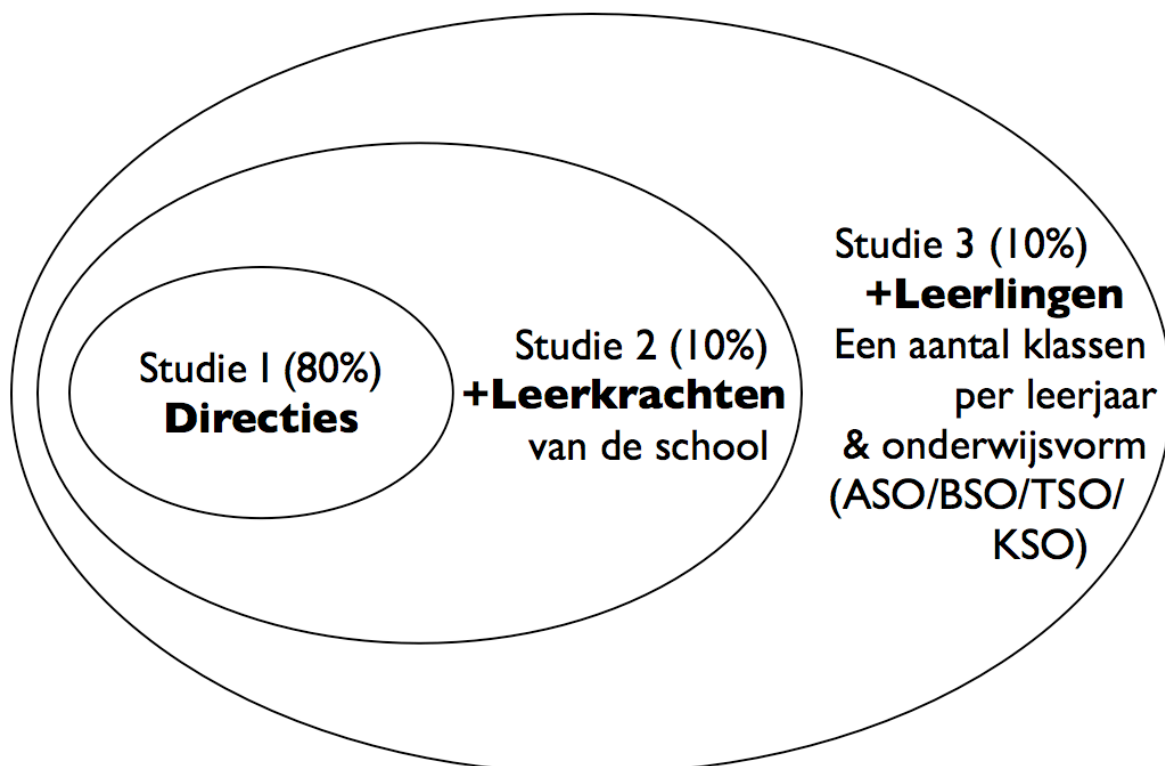 Studie 1 (80%)
Directies
Studie 2 (10%)
+Leerkrachten
van de school
Studie 3 (10%)
+Leerlingen
Een aantal klassen
per leerjaar
& onderwijsvorm
(ASO/BSO/TSO/
KSO)